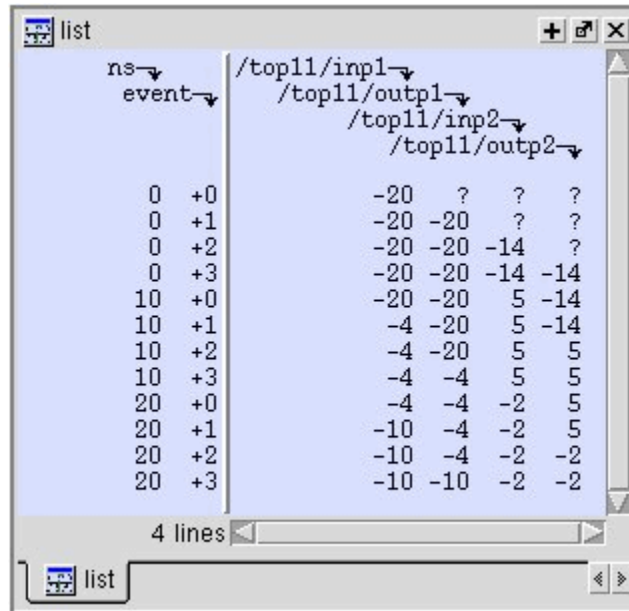 list
ns /top11/inp1
event /top11/outp1
/top11/inp2
/top11/outp2
0 +0 -20 ? ? ?
0 +1 -20 -20 ? ?
0 +2 -20 -20 -14 ?
0 +3 -20 -20 -14 -14
10 +0 -20 -20 5 -14
10 +1 -4 -20 5 -14
10 +2 -4 -20 5 5
10 +3 -4 -4 5 5
20 +0 -4 -4 -2 5
20 +1 -10 -4 -2 5
20 +2 -10 -4 -2 -2
20 +3 -10 -10 -2 -2
4 lines
list